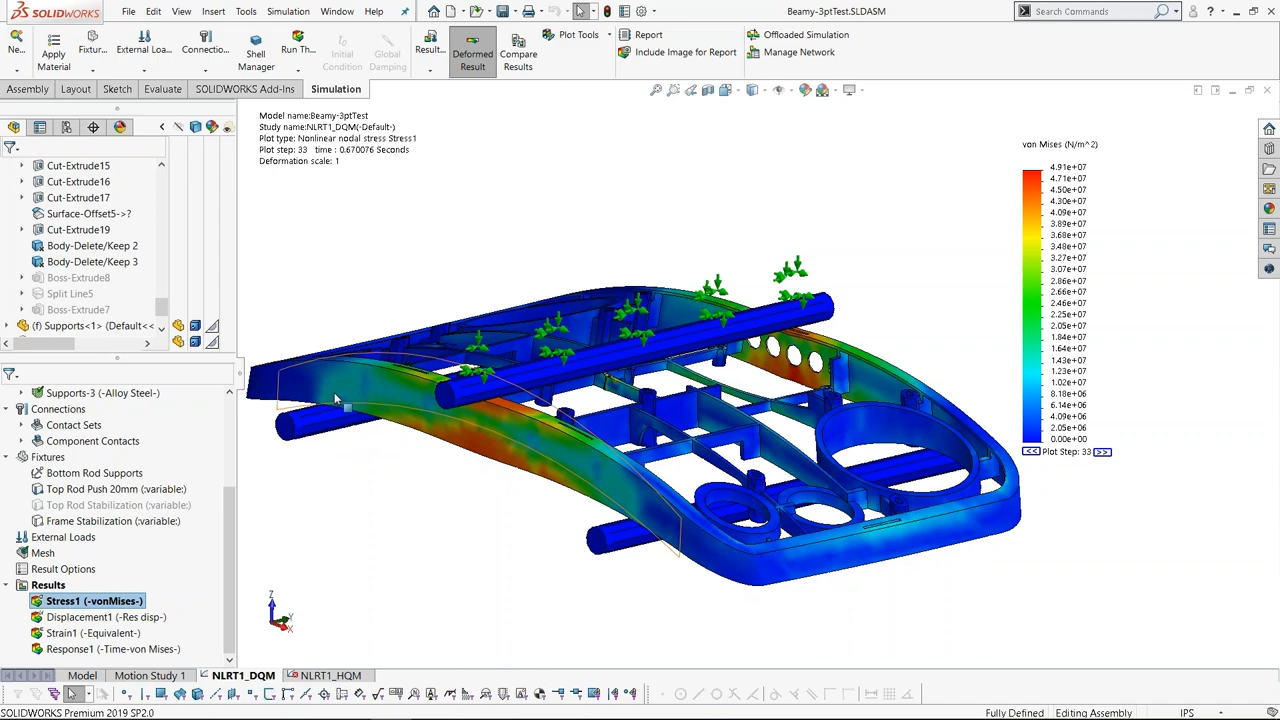 SOLIDWORKS File Edit View Insert Tools Simulation Window Help Beamy-3ptTest.SLDASM Search Commands
Ne... Apply Material Fixtur... External Loa... Connectio... Shell Manager Run Th... Initial Condition Global Damping Result... Deformed Result Compare Results Plot Tools Report Include Image for Report Offloaded Simulation Manage Network
Assembly Layout Sketch Evaluate SOLIDWORKS Add-Ins Simulation
Model name:Beamy-3ptTest
Study name:NLRT1_DQM(-Default-)
Plot type: Nonlinear nodal stress Stress1
Plot step: 33 time : 0.670076 Seconds
Deformation scale: 1
von Mises (N/m^2)
4.91e+07
4.71e+07
4.50e+07
4.30e+07
4.09e+07
3.89e+07
3.68e+07
3.48e+07
3.27e+07
3.07e+07
2.86e+07
2.66e+07
2.46e+07
2.25e+07
2.05e+07
1.84e+07
1.64e+07
1.43e+07
1.23e+07
1.02e+07
8.18e+06
6.14e+06
4.09e+06
2.05e+06
0.00e+00
<< Plot Step: 33 >>
Cut-Extrude15
Cut-Extrude16
Cut-Extrude17
Surface-Offset5->?
Cut-Extrude19
Body-Delete/Keep 2
Body-Delete/Keep 3
Boss-Extrude8
Split Line5
Boss-Extrude7
(f) Supports<1> (Default<<
Supports-3 (-Alloy Steel-)
Connections
Contact Sets
Component Contacts
Fixtures
Bottom Rod Supports
Top Rod Push 20mm (:variable:)
Top Rod Stabilization (:variable:)
Frame Stabilization (:variable:)
External Loads
Mesh
Result Options
Results
Stress1 (-vonMises-)
Displacement1 (-Res disp-)
Strain1 (-Equivalent-)
Response1 (-Time-von Mises-)
Z
Y
X
Model Motion Study 1 NLRT1_DQM NLRT1_HQM
SOLIDWORKS Premium 2019 SP2.0 Fully Defined Editing Assembly IPS